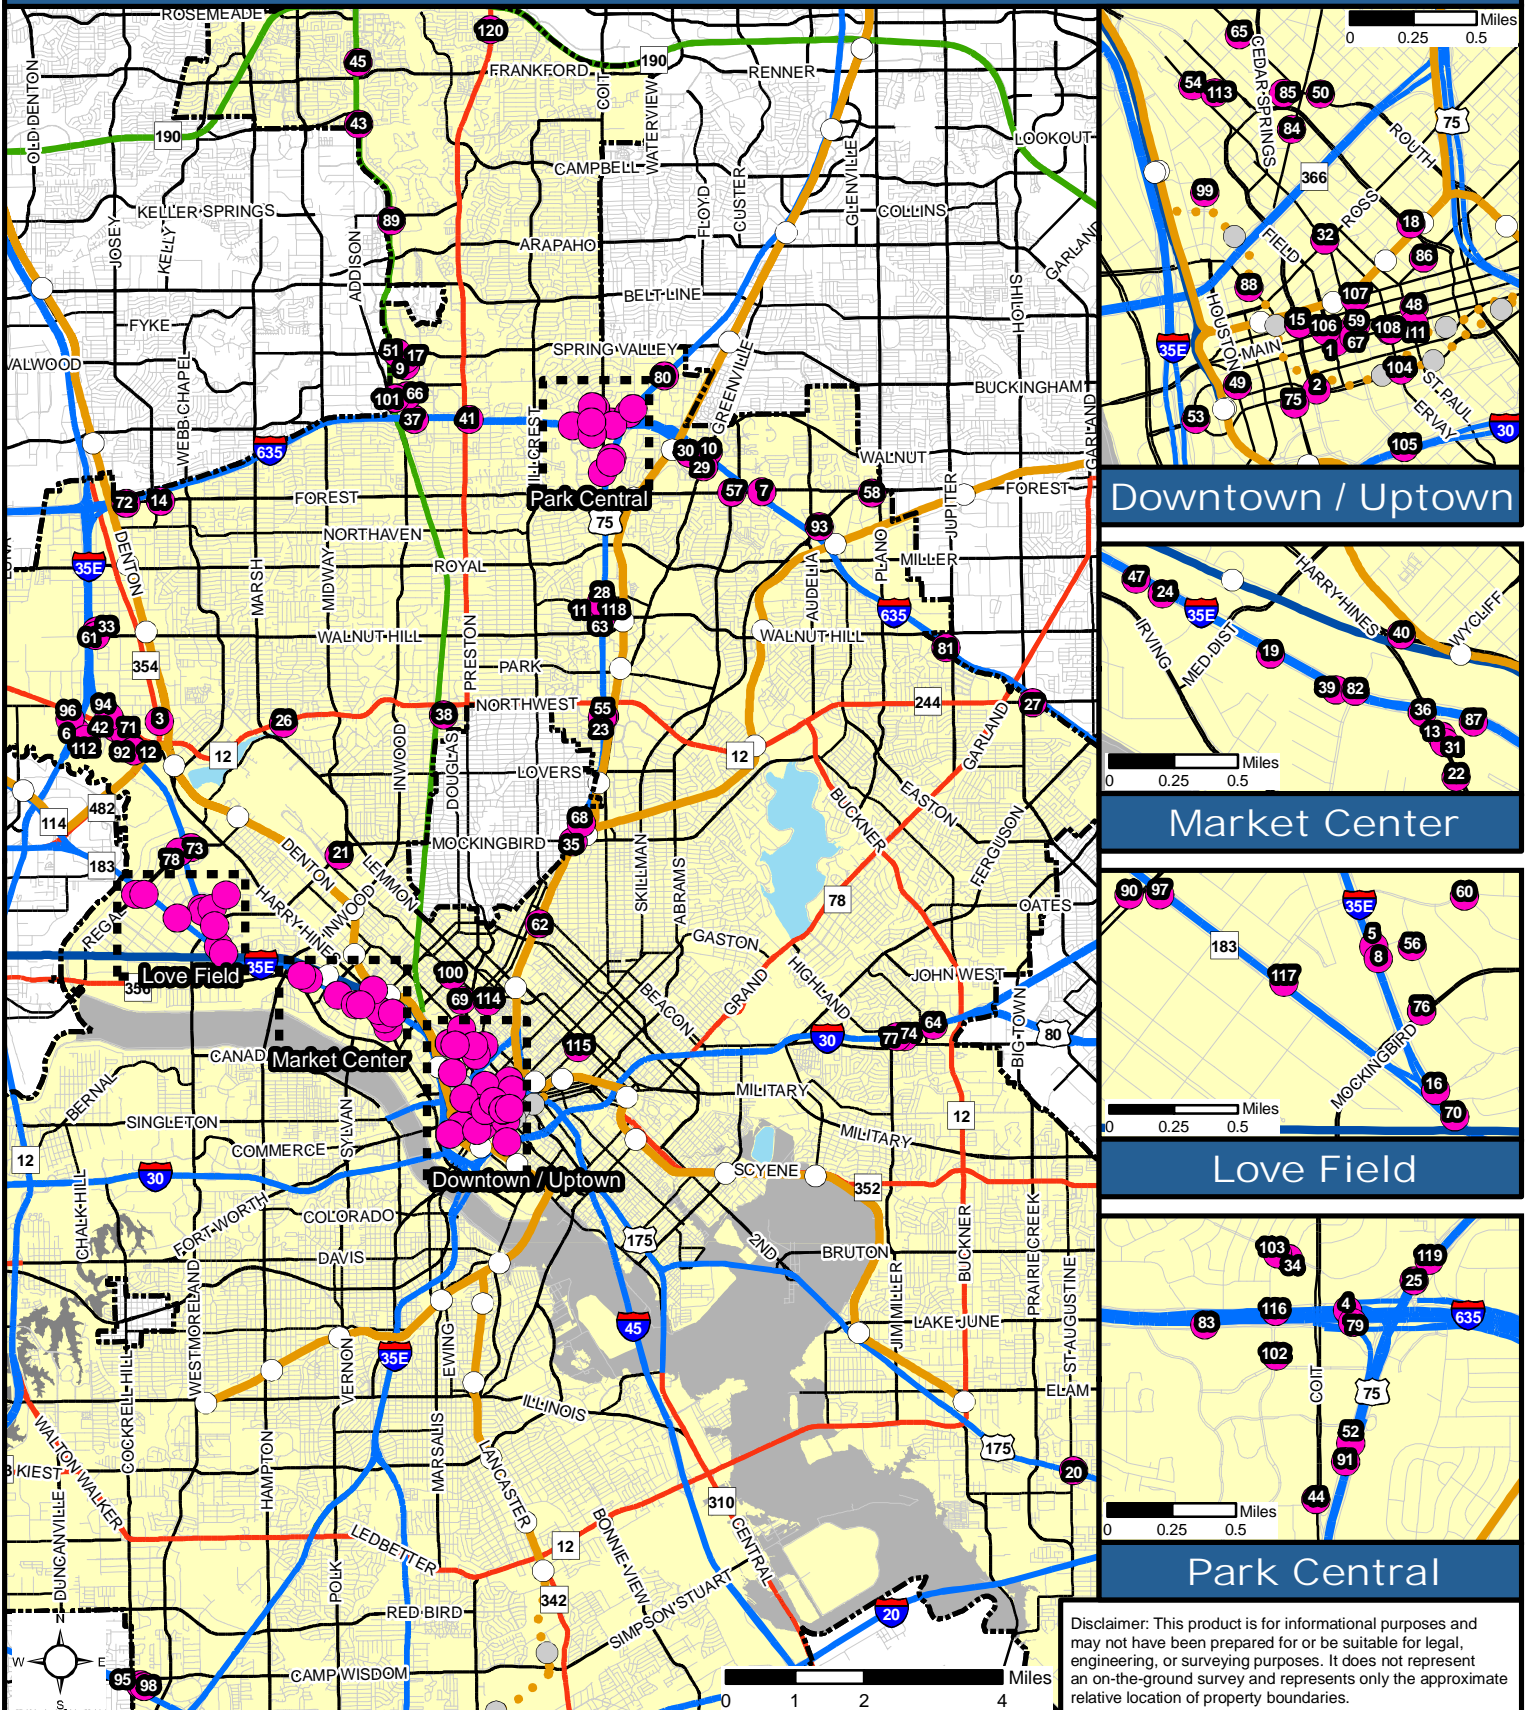 ROSEMEADE
120
45
FRANKFORD
COIT
190
RENNER
OLD DENTON
43
190
WATERVIEW
LOOKOUT
CAMPBELL
JOSEY
KELLY
KELLER SPRINGS
89
FLOYD
CUSTER
GLENVILLE
COLLINS
ARAPAHO
ADDISON
GARLAND
BELT LINE
SHILOH
FYKE
VALWOOD
WEBB CHAPEL
51
17
9
SPRING VALLEY
GREENVILLE
80
BUCKINGHAM
101
66
37
41
HILLCREST
635
GARLAND
30
10
29
WALNUT
72
14
FOREST
Park Central
57
7
58
JUPITER
FOREST
75
NORTHAVEN
93
DENTON
35E
MARSH
MIDWAY
ROYAL
AUDELIA
PLANO
MILLER
28
11
118
63
635
33
61
WALNUT HILL
WALNUT HILL
81
354
PRESTON
PARK
96
94
3
6
42
71
112
92
12
26
38
NORTHWEST
55
23
244
27
12
INWOOD
DOUGLAS
12
LOVERS
GARLAND
482
114
BUCKNER
EASTON
68
35
MOCKINGBIRD
183
78
73
21
DENTON
LEMMON
SKILLMAN
ABRAMS
FERGUSON
REGAL
HARRY HINES
INWOOD
62
78
OATES
GASTON
Love Field
35E
356
100
69
114
BEACON
GRAND
HIGHLAND
JOHN WEST
CANADA
Market Center
115
30
77
74
64
BIG TOWN
80
BERNAL
SINGLETON
SYLVAN
MILITARY
12
MILITARY
12
COMMERCE
30
SCYENE
352
Downtown / Uptown
CHALK HILL
FORT WORTH
COLORADO
175
2ND
BUCKNER
PRAIRIE CREEK
DAVIS
BRUTON
WESTMORELAND
JIM MILLER
ST AUGUSTINE
45
LAKE JUNE
VERNON
35E
EWING
COCKRELL HILL
ELAM
ILLINOIS
WALTON WALKER
HAMPTON
MARSALIS
LANCASTER
175
20
KIEST
DUNCANVILLE
310
CENTRAL
LEDBETTER
12
BONNIE VIEW
POLK
342
RED BIRD
SIMPSON STUART
20
N
W
E
S
95
98
CAMP WISDOM
Miles
0
1
2
4
65
Miles
0
0.25
0.5
CEDAR SPRINGS
54
113
85
50
84
75
ROUTH
366
99
ROSS
18
32
FIELD
86
88
107
HOUSTON
15
106
59
48
108
11
67
1
MAIN
35E
104
49
2
75
ST PAUL
53
ERVAY
105
30
Downtown / Uptown
HARRY HINES
47
24
35E
WYCLIFF
IRVING
MED DIST
40
19
39
82
36
87
13
31
22
Miles
0
0.25
0.5
Market Center
90
97
35E
60
183
5
8
56
117
76
MOCKINGBIRD
16
70
Miles
0
0.25
0.5
Love Field
103
34
119
25
116
4
83
79
635
102
COIT
75
52
91
44
Miles
0
0.25
0.5
Park Central
Disclaimer: This product is for informational purposes and
may not have been prepared for or be suitable for legal,
engineering, or surveying purposes. It does not represent
an on-the-ground survey and represents only the approximate
relative location of property boundaries.